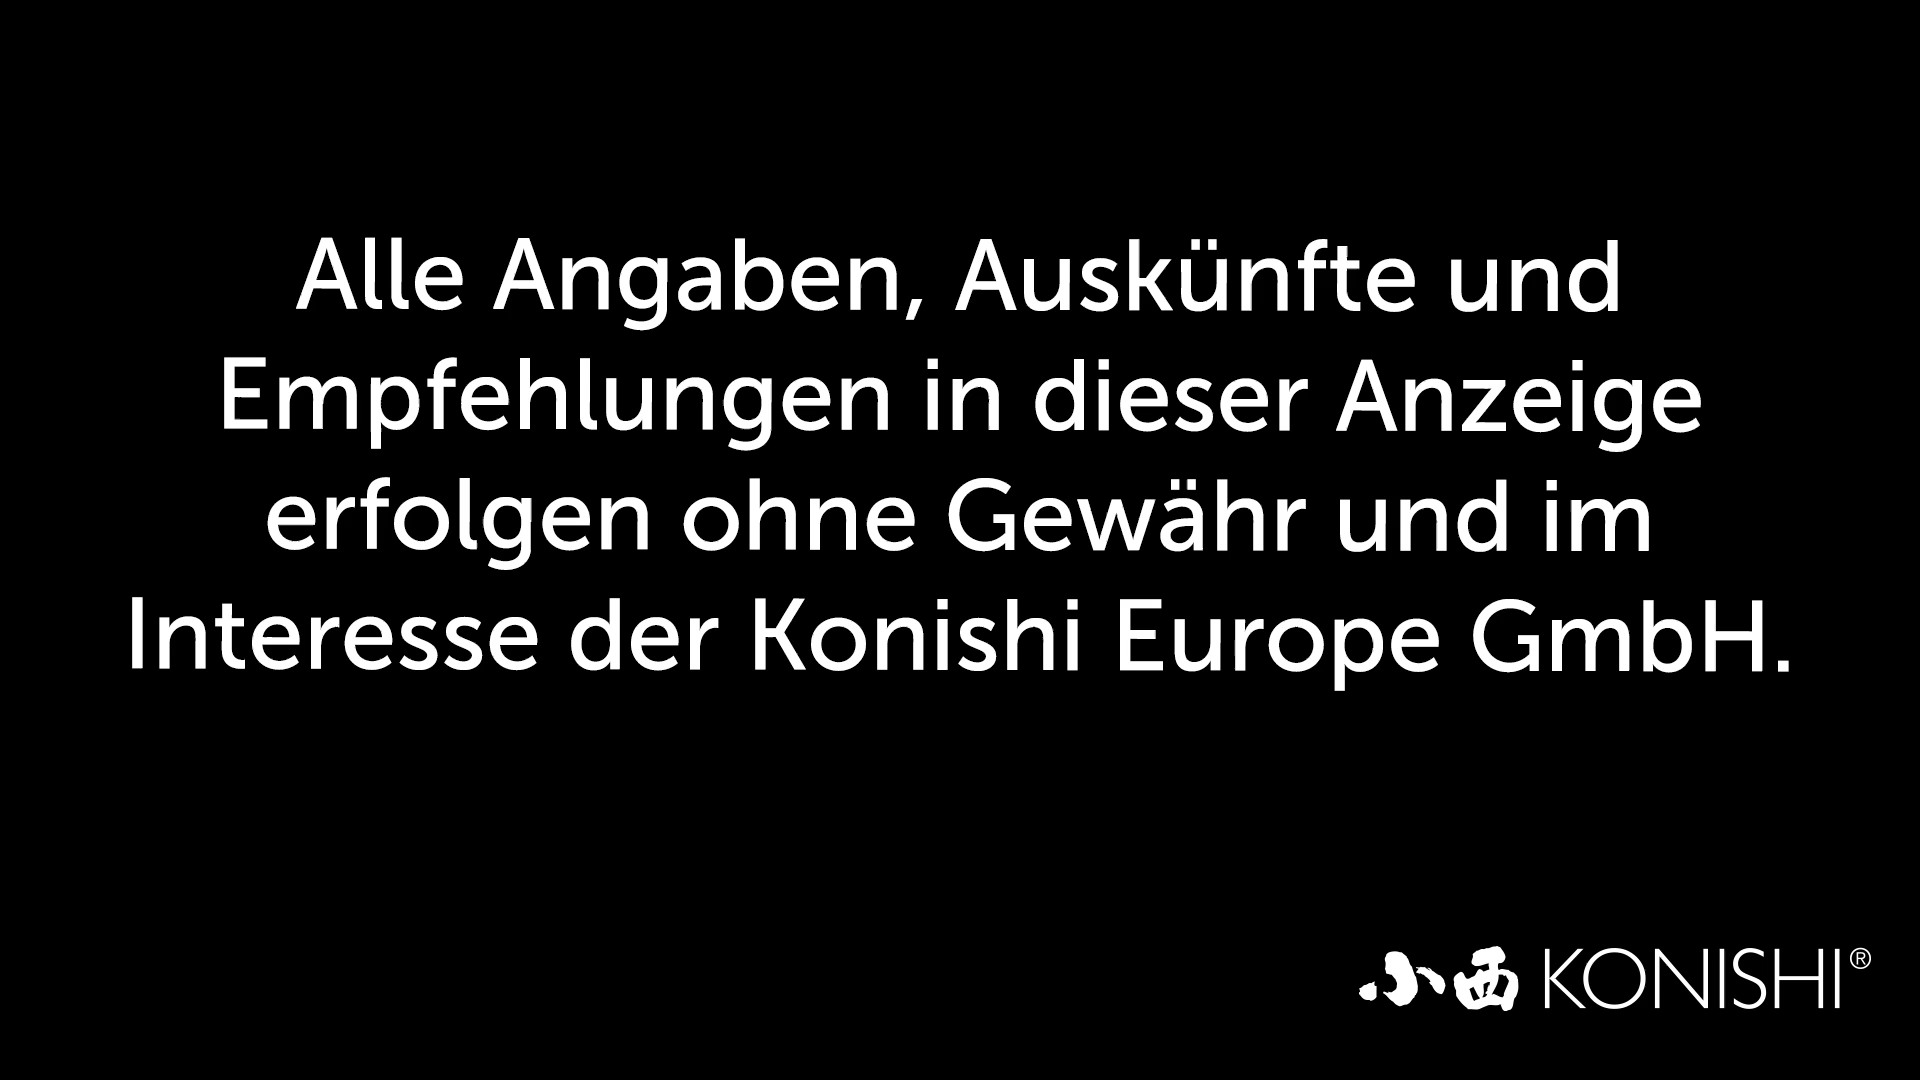 Alle Angaben, Auskünfte und
Empfehlungen in dieser Anzeige
erfolgen ohne Gewähr und im
Interesse der Konishi Europe GmbH.
小西 KONISHI®